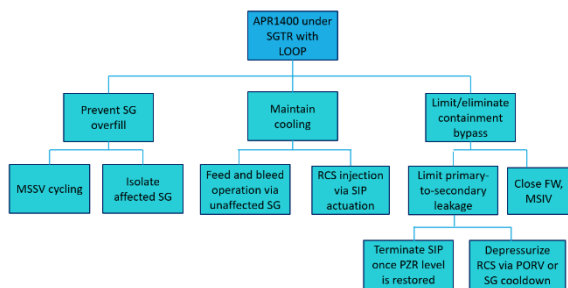 APR1400 under
SGTR with
LOOP
Prevent SG
overfill
Maintain
cooling
Limit/eliminate
containment
bypass
MSSV cycling
Isolate
affected SG
Feed and bleed
operation via
unaffected SG
RCS injection
via SIP
actuation
Limit primary-
to-secondary
leakage
Close FW,
MSIV
Terminate SIP
once PZR level
is restored
Depressurize
RCS via PORV or
SG cooldown